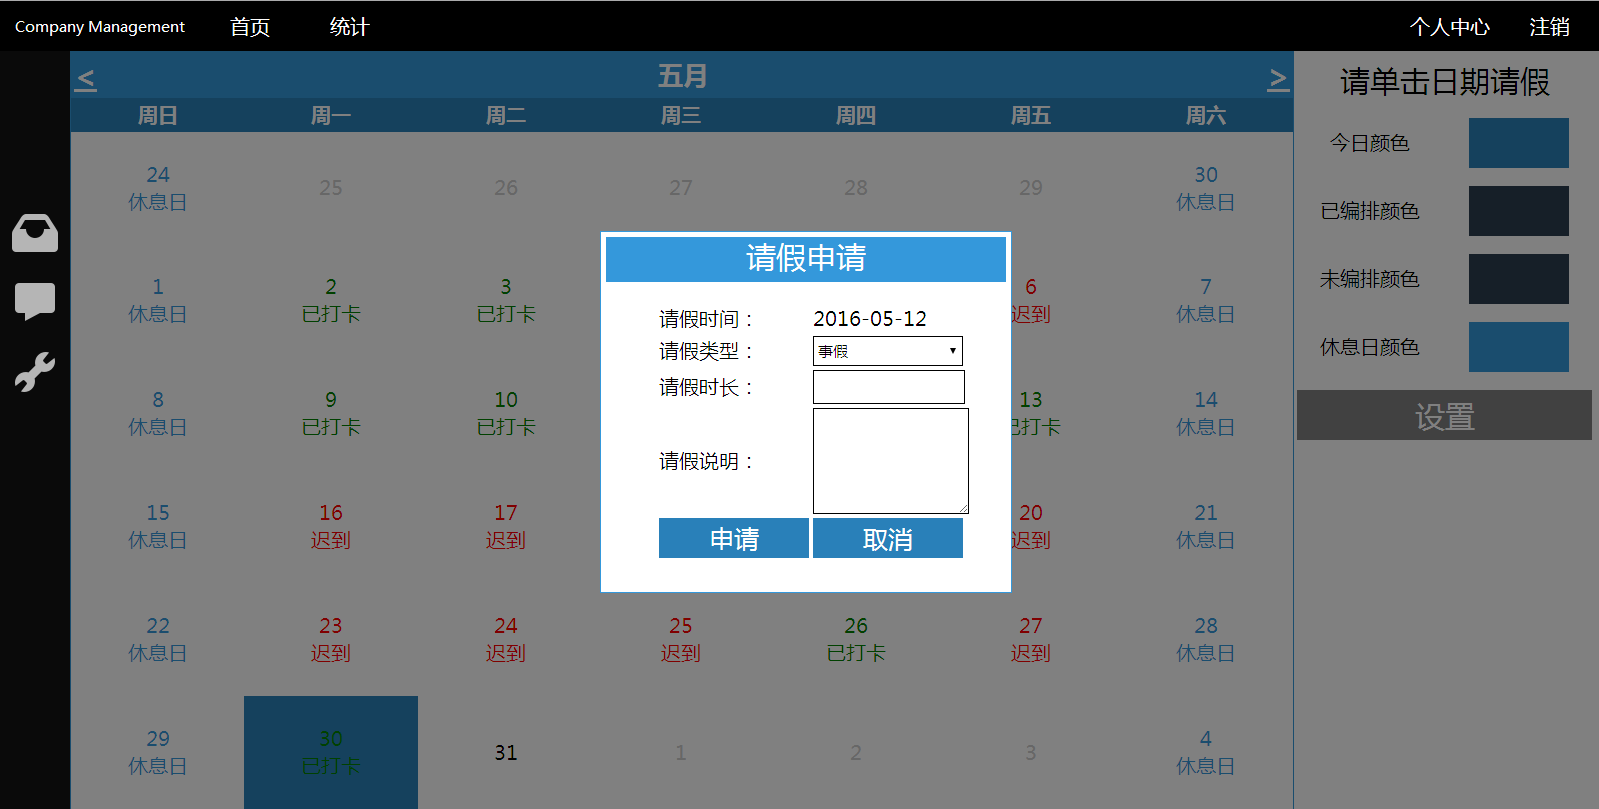 Company Management 首页 统计 个人中心 注销
< 五月 >
周日 周一 周二 周三 周四 周五 周六
24 25 26 27 28 29 30
休息日 休息日
1 2 3 6 7
休息日 已打卡 已打卡 迟到 休息日
8 9 10 13 14
休息日 已打卡 已打卡 已打卡 休息日
15 16 17 20 21
休息日 迟到 迟到 迟到 休息日
22 23 24 25 26 27 28
休息日 迟到 迟到 迟到 已打卡 迟到 休息日
29 30 31 1 2 3 4
休息日 已打卡 休息日
请假申请
请假时间： 2016-05-12
请假类型： 事假
请假时长：
请假说明：
申请 取消
请单击日期请假
今日颜色
已编排颜色
未编排颜色
休息日颜色
设置